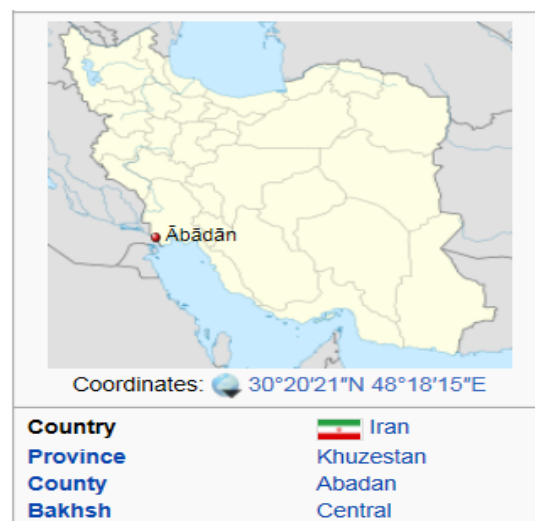 Ābādān
Coordinates: 30°20′21″N 48°18′15″E
Country Iran
Province Khuzestan
County Abadan
Bakhsh Central